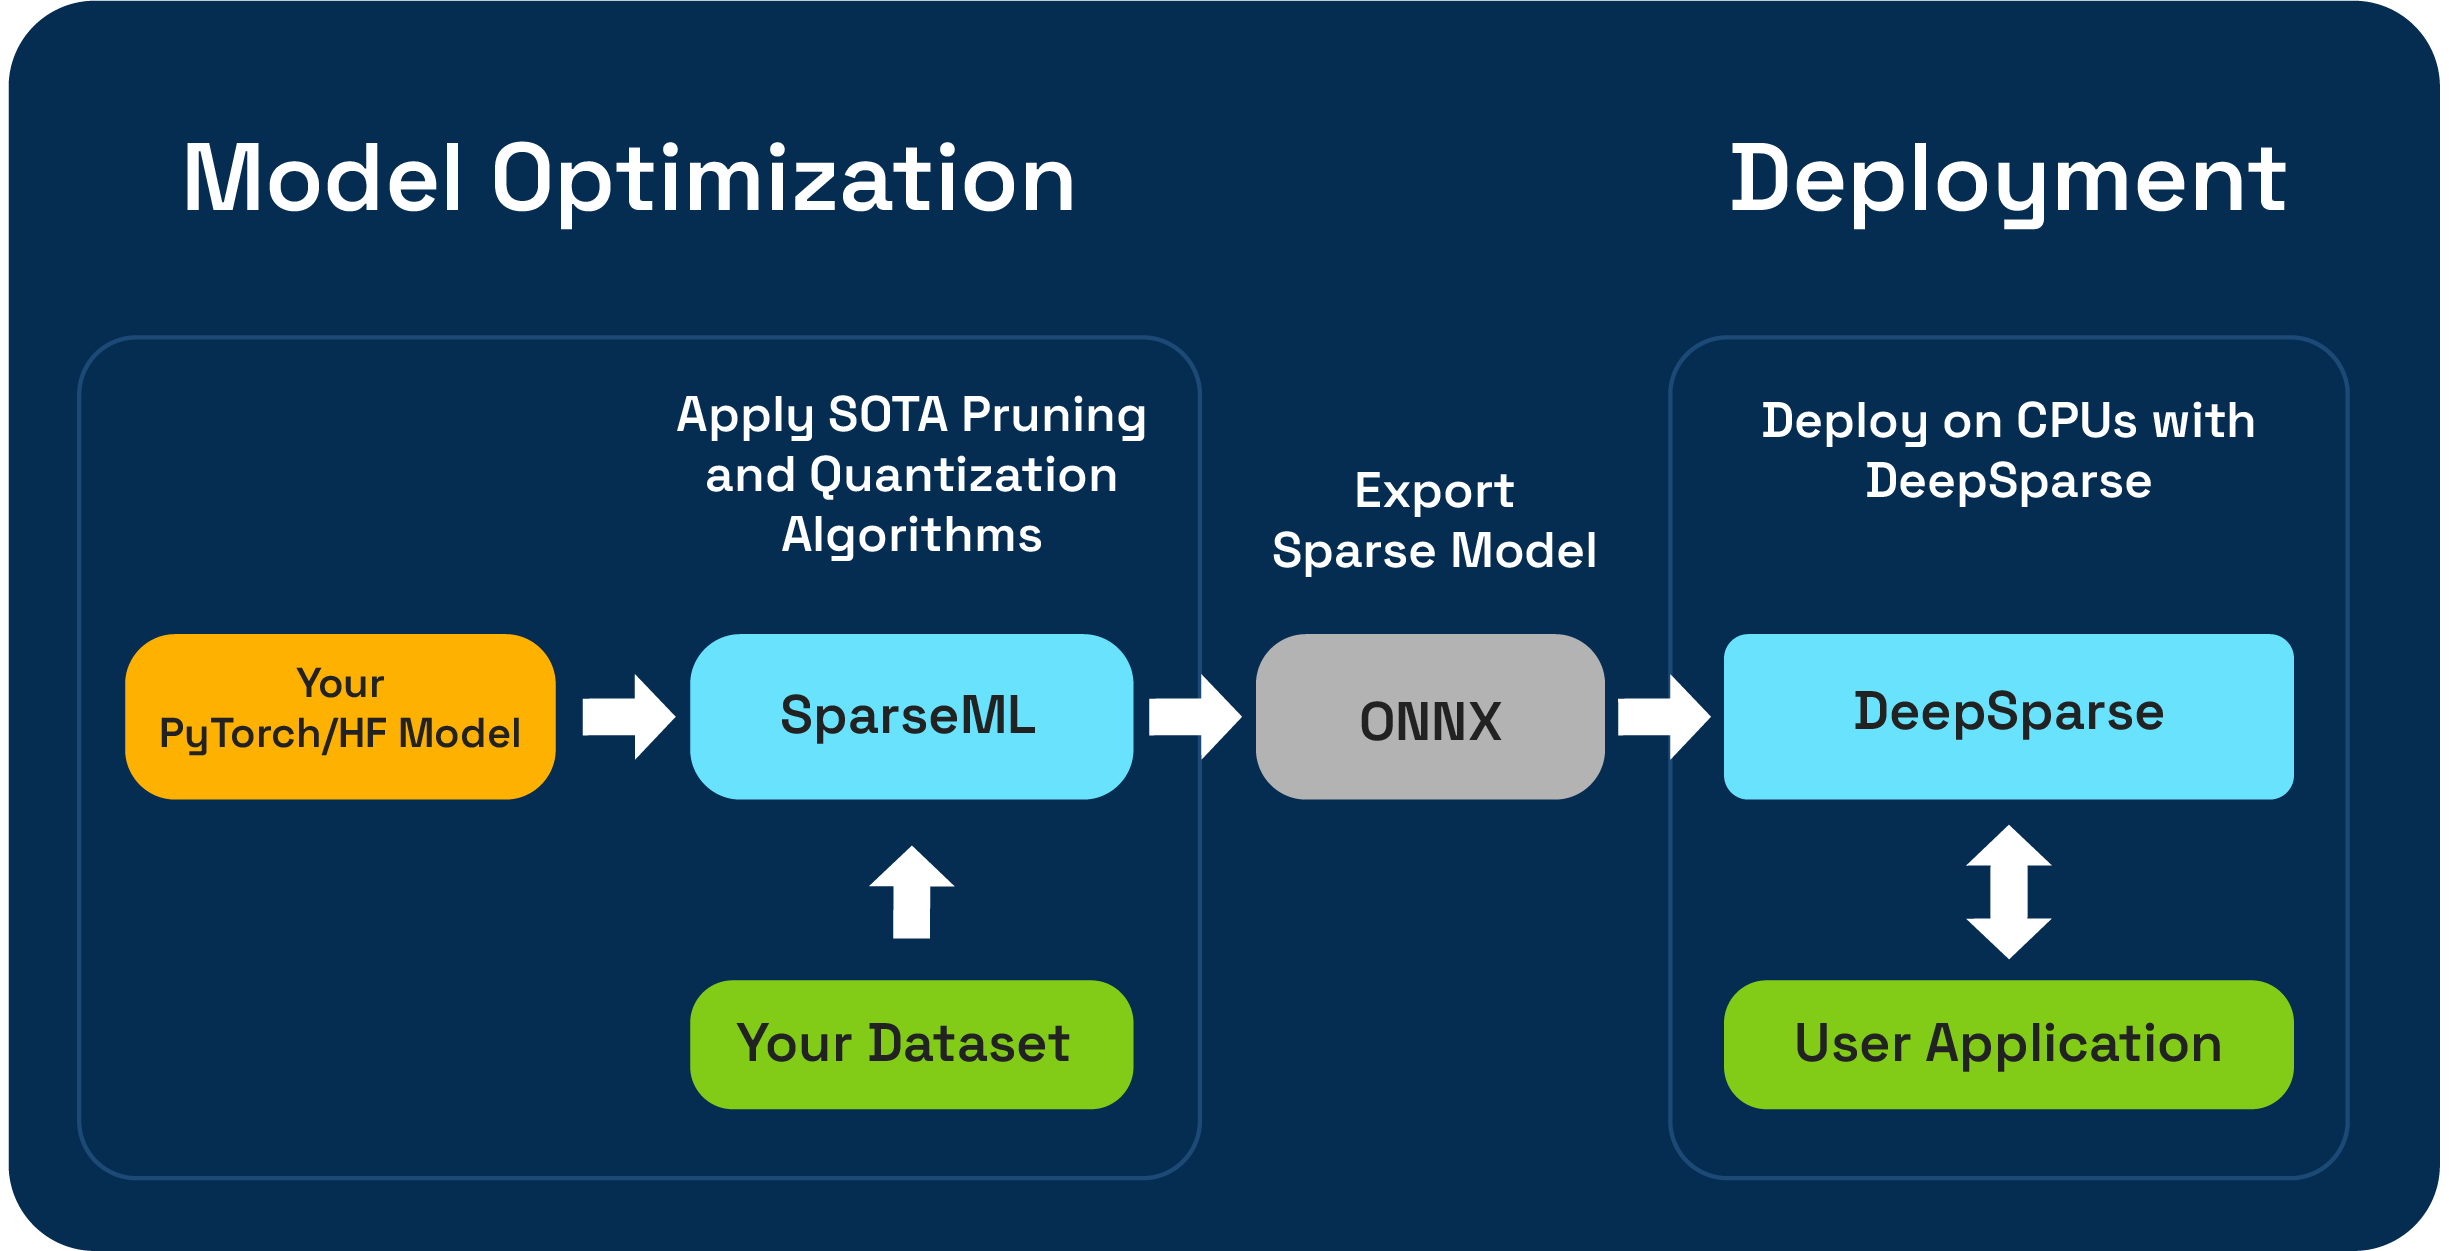 Model Optimization
Deployment
Apply SOTA Pruning
and Quantization
Algorithms
Export
Sparse Model
Deploy on CPUs with
DeepSparse
Your
PyTorch/HF Model
SparseML
ONNX
DeepSparse
Your Dataset
User Application